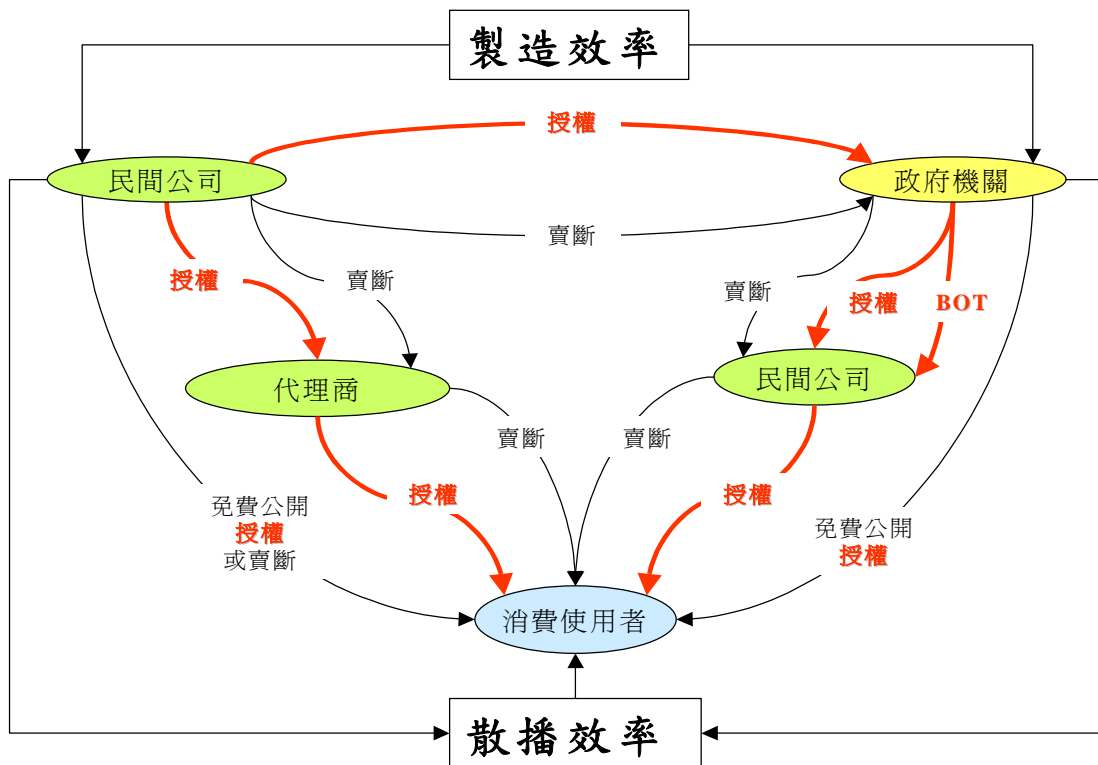 製造效率
授權
民間公司
政府機關
賣斷
授權
賣斷
賣斷
授權
BOT
代理商
民間公司
賣斷
賣斷
授權
授權
免費公開
授權
或賣斷
免費公開
授權
消費使用者
散播效率